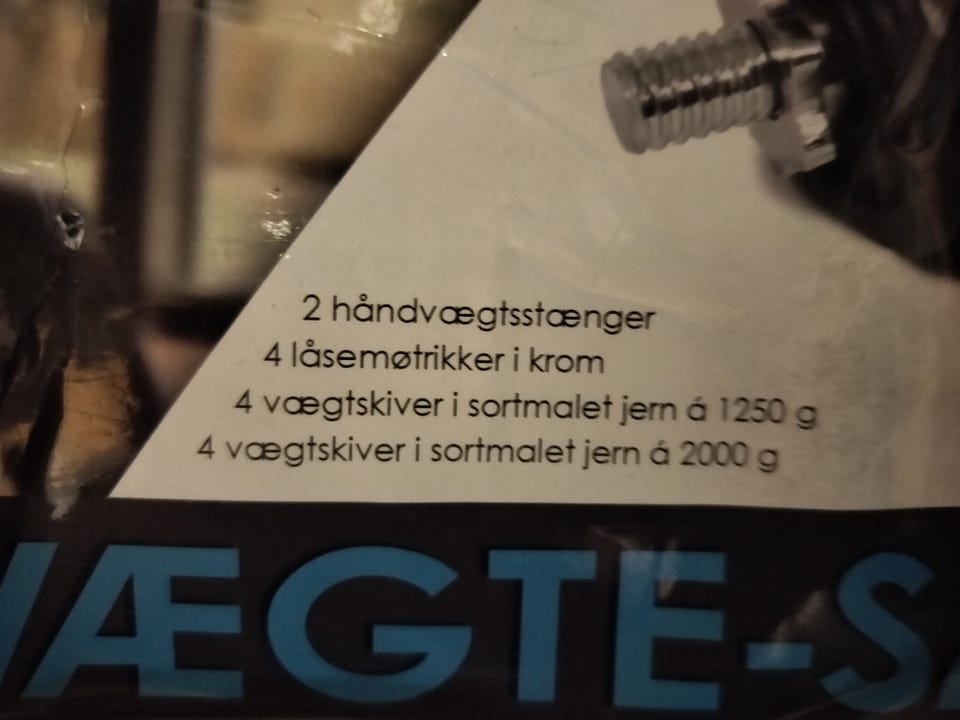 2 håndvægtsstænger
4 låsemøtrikker i krom
4 vægtskiver i sortmalet jern á 1250 g
4 vægtskiver i sortmalet jern á 2000 g
VÆGTE-S